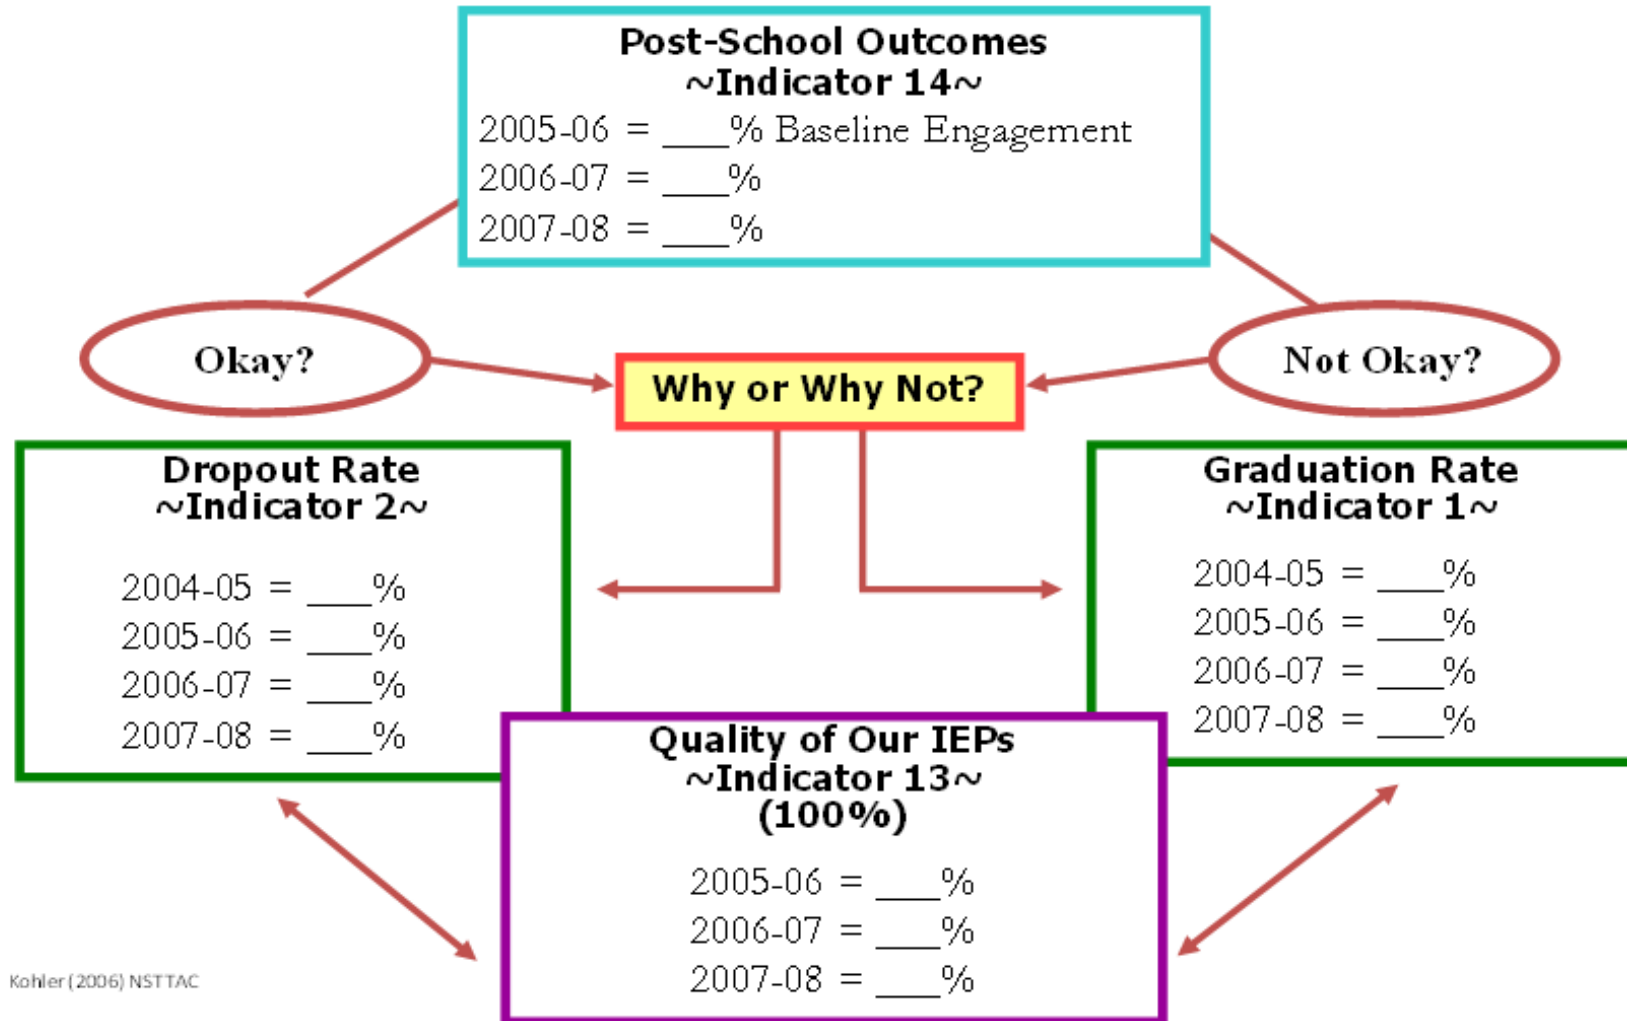 Post-School Outcomes
~Indicator 14~
2005-06 = ___% Baseline Engagement
2006-07 = ___%
2007-08 = ___%
Okay?
Why or Why Not?
Not Okay?
Dropout Rate
~Indicator 2~
2004-05 = ___%
2005-06 = ___%
2006-07 = ___%
2007-08 = ___%
Graduation Rate
~Indicator 1~
2004-05 = ___%
2005-06 = ___%
2006-07 = ___%
2007-08 = ___%
Quality of Our IEPs
~Indicator 13~
(100%)
2005-06 = ___%
2006-07 = ___%
2007-08 = ___%
Kohler (2006) NSTTAC